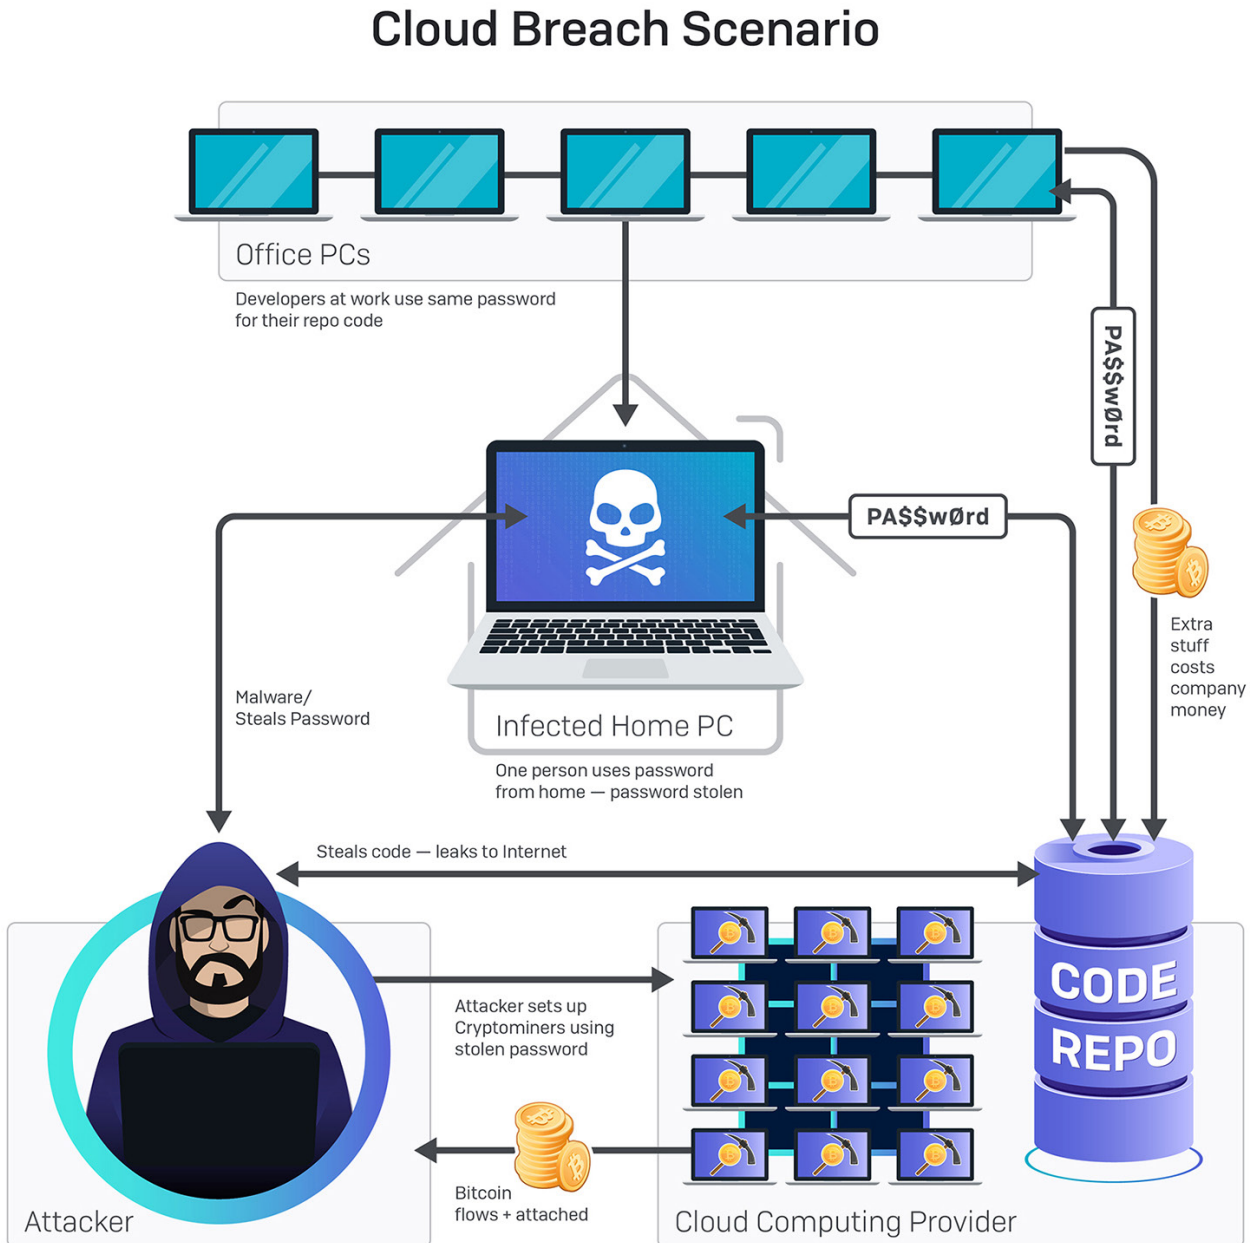 Cloud Breach Scenario
Office PCs
Developers at work use same password
for their repo code
PA$$wØrd
PA$$wØrd
Extra
stuff
costs
company
money
Malware/
Steals Password
Infected Home PC
One person uses password
from home — password stolen
Steals code — leaks to Internet
CODE
REPO
Attacker sets up
Cryptominers using
stolen password
Bitcoin
flows + attached
Attacker
Cloud Computing Provider